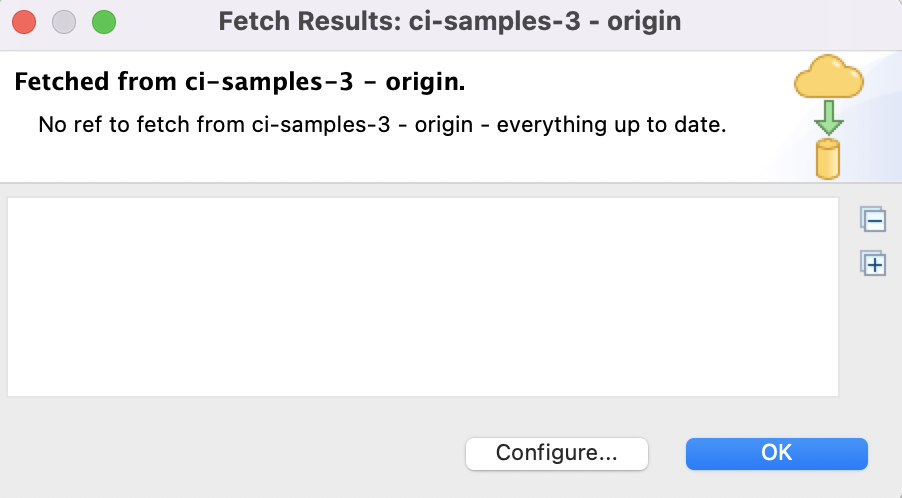 Fetch Results: ci-samples-3 - origin
Fetched from ci-samples-3 - origin.
No ref to fetch from ci-samples-3 - origin - everything up to date.
Configure...
OK